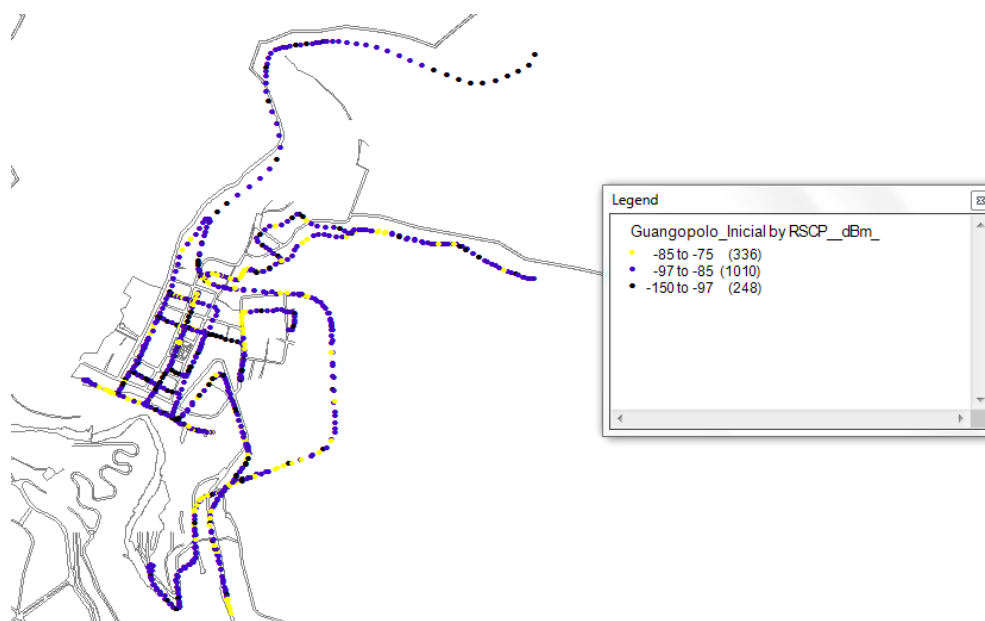 Legend
Guangopolo_Inicial by RSCP__dBm_
-85 to -75 (336)
-97 to -85 (1010)
-150 to -97 (248)